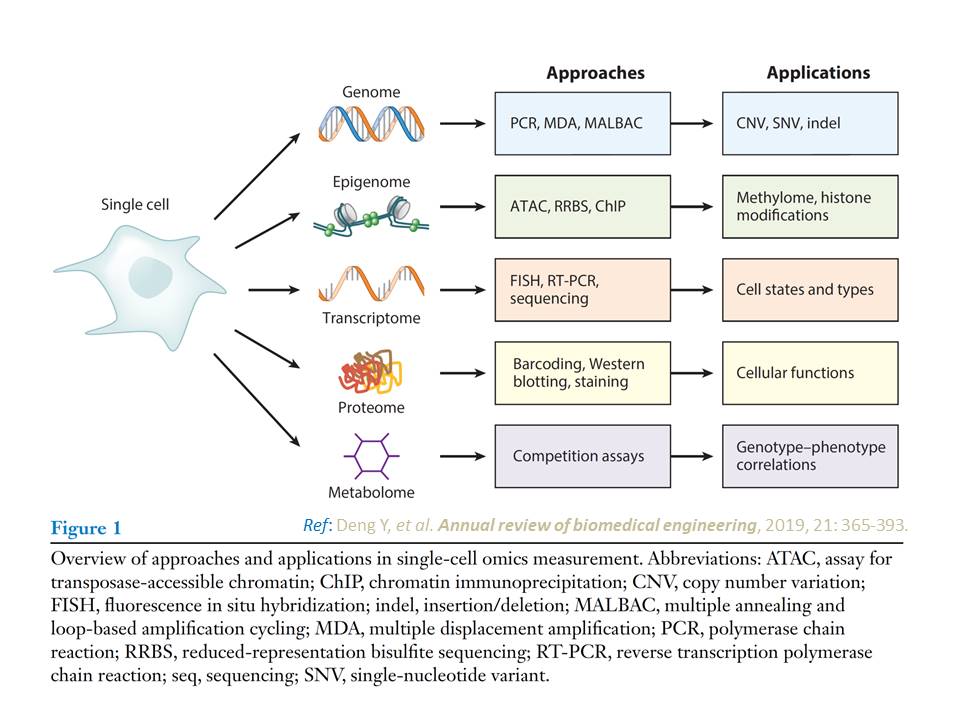 Approaches
Applications
Genome
PCR, MDA, MALBAC
CNV, SNV, indel
Single cell
Epigenome
ATAC, RRBS, ChIP
Methylome, histone
modifications
Transcriptome
FISH, RT-PCR,
sequencing
Cell states and types
Proteome
Barcoding, Western
blotting, staining
Cellular functions
Metabolome
Competition assays
Genotype–phenotype
correlations
Figure 1
Ref: Deng Y, et al. Annual review of biomedical engineering, 2019, 21: 365-393.
Overview of approaches and applications in single-cell omics measurement. Abbreviations: ATAC, assay for
transposase-accessible chromatin; ChIP, chromatin immunoprecipitation; CNV, copy number variation;
FISH, fluorescence in situ hybridization; indel, insertion/deletion; MALBAC, multiple annealing and
loop-based amplification cycling; MDA, multiple displacement amplification; PCR, polymerase chain
reaction; RRBS, reduced-representation bisulfite sequencing; RT-PCR, reverse transcription polymerase
chain reaction; seq, sequencing; SNV, single-nucleotide variant.